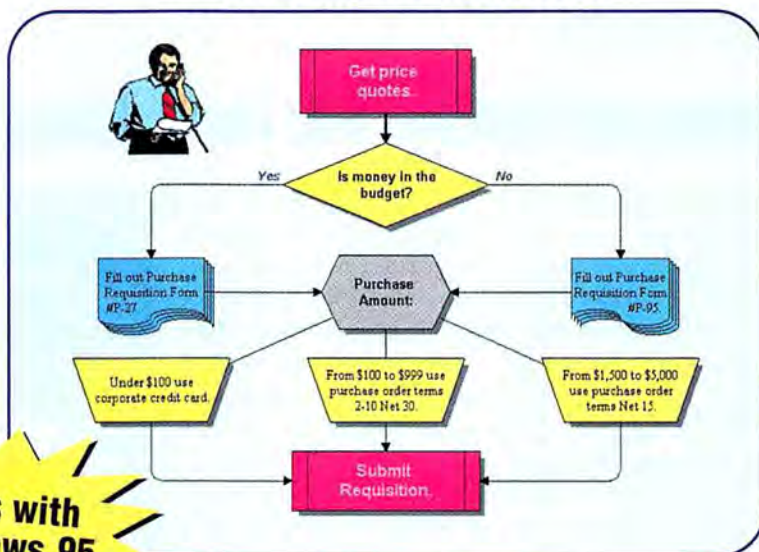 Get price
quotes.
Is money in the
budget?
Yes
No
Fill out Purchase
Requisition Form
#P-27.
Purchase
Amount:
Fill out Purchase
Requisition Form
#P-95.
Under $100 use
corporate credit card.
From $100 to $999 use
purchase order terms
2-10 Net 30.
From $1,500 to $5,000
use purchase order
terms Net 15.
Submit
Requisition.
with
95